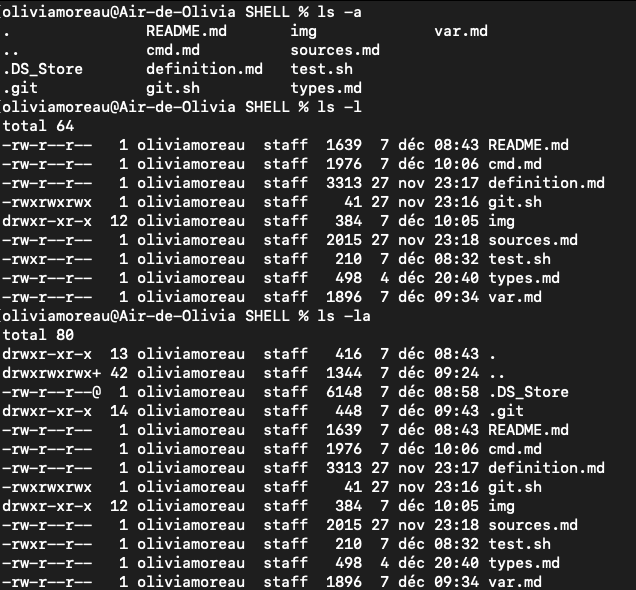 [oliviamoreau@Air-de-Olivia SHELL % ls -a
.               README.md       img             var.md
..              cmd.md          sources.md
.DS_Store       definition.md   test.sh
.git            git.sh          types.md
[oliviamoreau@Air-de-Olivia SHELL % ls -l
total 64
-rw-r--r--   1 oliviamoreau  staff  1639  7 déc 08:43 README.md
-rw-r--r--   1 oliviamoreau  staff  1976  7 déc 10:06 cmd.md
-rw-r--r--   1 oliviamoreau  staff  3313 27 nov 23:17 definition.md
-rwxrwxrwx   1 oliviamoreau  staff    41 27 nov 23:16 git.sh
drwxr-xr-x  12 oliviamoreau  staff   384  7 déc 10:05 img
-rw-r--r--   1 oliviamoreau  staff  2015 27 nov 23:18 sources.md
-rwxr--r--   1 oliviamoreau  staff   210  7 déc 08:32 test.sh
-rw-r--r--   1 oliviamoreau  staff   498  4 déc 20:40 types.md
-rw-r--r--   1 oliviamoreau  staff  1896  7 déc 09:34 var.md
[oliviamoreau@Air-de-Olivia SHELL % ls -la
total 80
drwxr-xr-x  13 oliviamoreau  staff   416  7 déc 08:43 .
drwxrwxrwx+ 42 oliviamoreau  staff  1344  7 déc 09:24 ..
-rw-r--r--@  1 oliviamoreau  staff  6148  7 déc 08:58 .DS_Store
drwxr-xr-x  14 oliviamoreau  staff   448  7 déc 09:43 .git
-rw-r--r--   1 oliviamoreau  staff  1639  7 déc 08:43 README.md
-rw-r--r--   1 oliviamoreau  staff  1976  7 déc 10:06 cmd.md
-rw-r--r--   1 oliviamoreau  staff  3313 27 nov 23:17 definition.md
-rwxrwxrwx   1 oliviamoreau  staff    41 27 nov 23:16 git.sh
drwxr-xr-x  12 oliviamoreau  staff   384  7 déc 10:05 img
-rw-r--r--   1 oliviamoreau  staff  2015 27 nov 23:18 sources.md
-rwxr--r--   1 oliviamoreau  staff   210  7 déc 08:32 test.sh
-rw-r--r--   1 oliviamoreau  staff   498  4 déc 20:40 types.md
-rw-r--r--   1 oliviamoreau  staff  1896  7 déc 09:34 var.md